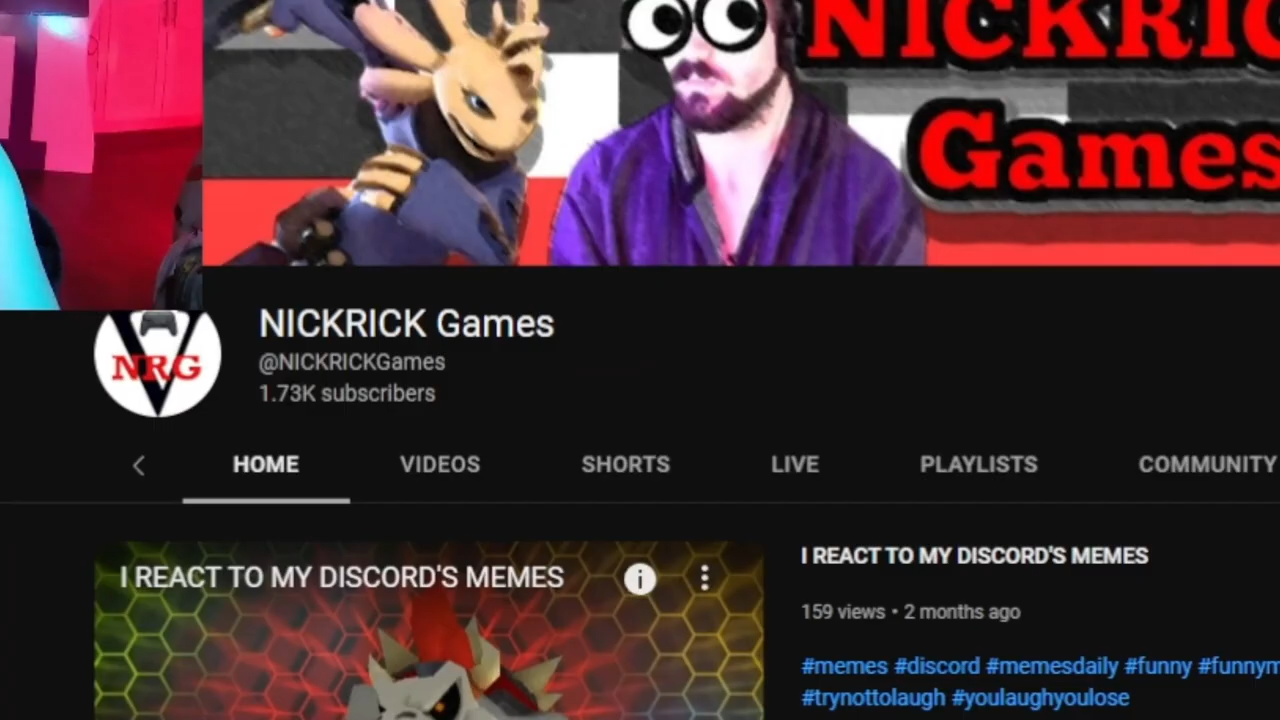 NICKRIC
Games
NRG
NICKRICK Games
@NICKRICKGames
1.73K subscribers
HOME VIDEOS SHORTS LIVE PLAYLISTS COMMUNITY
I REACT TO MY DISCORD'S MEMES
I REACT TO MY DISCORD'S MEMES
159 views • 2 months ago
#memes #discord #memesdaily #funny #funnym
#trynottolaugh #youlaughyoulose